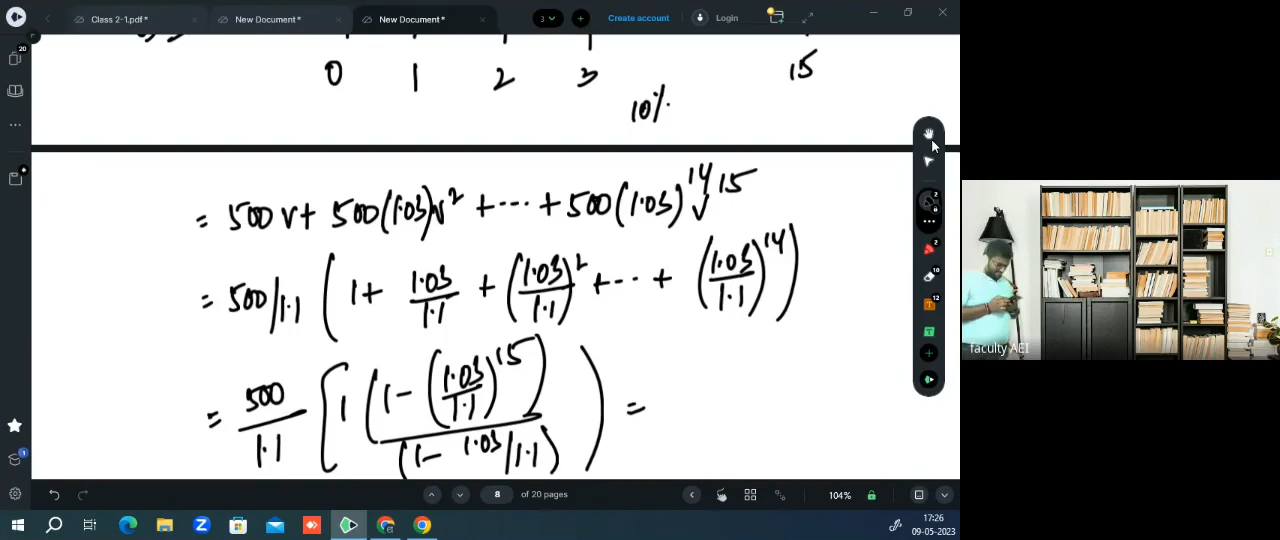 Class 2-1.pdf *
New Document *
New Document *
3
Create account
Login
20
0 1 2 3 15
10%
= 500 v + 500(1.03)v² + ... + 500(1.03)¹⁴ v¹⁵
= 500/1.1 ( 1 + 1.03/1.1 + (1.03/1.1)² + ... + (1.03/1.1)¹⁴ )
= 500/1.1 [ 1 ( 1 - (1.03/1.1)¹⁵ ) / (1 - 1.03/1.1) ) =
faculty AEI
8 of 20 pages
104%
17:26
09-05-2023